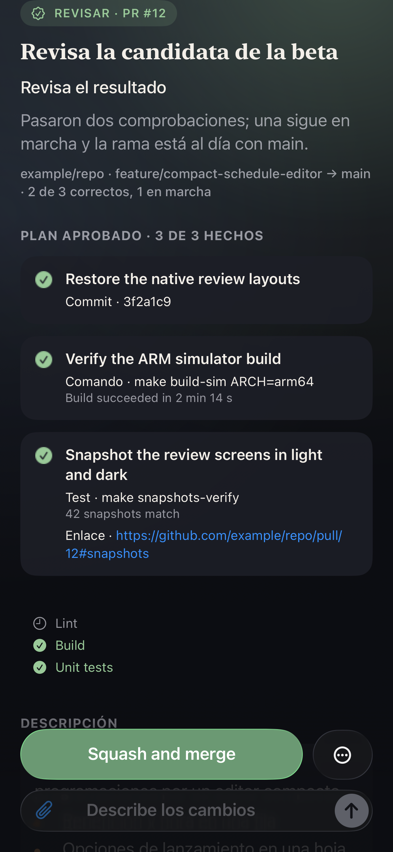 REVISAR · PR #12
Revisa la candidata de la beta
Revisa el resultado
Pasaron dos comprobaciones; una sigue en
marcha y la rama está al día con main.
example/repo · feature/compact-schedule-editor → main
· 2 de 3 correctos, 1 en marcha
PLAN APROBADO · 3 DE 3 HECHOS
Restore the native review layouts
Commit · 3f2a1c9
Verify the ARM simulator build
Comando · make build-sim ARCH=arm64
Build succeeded in 2 min 14 s
Snapshot the review screens in light
and dark
Test · make snapshots-verify
42 snapshots match
Enlace · https://github.com/example/repo/pull/
12#snapshots
Lint
Build
Unit tests
DESCRIPCIÓN
Squash and merge
programaciones por un editor compacto
Describe los cambios
Opciones de lanzamiento en una hoja